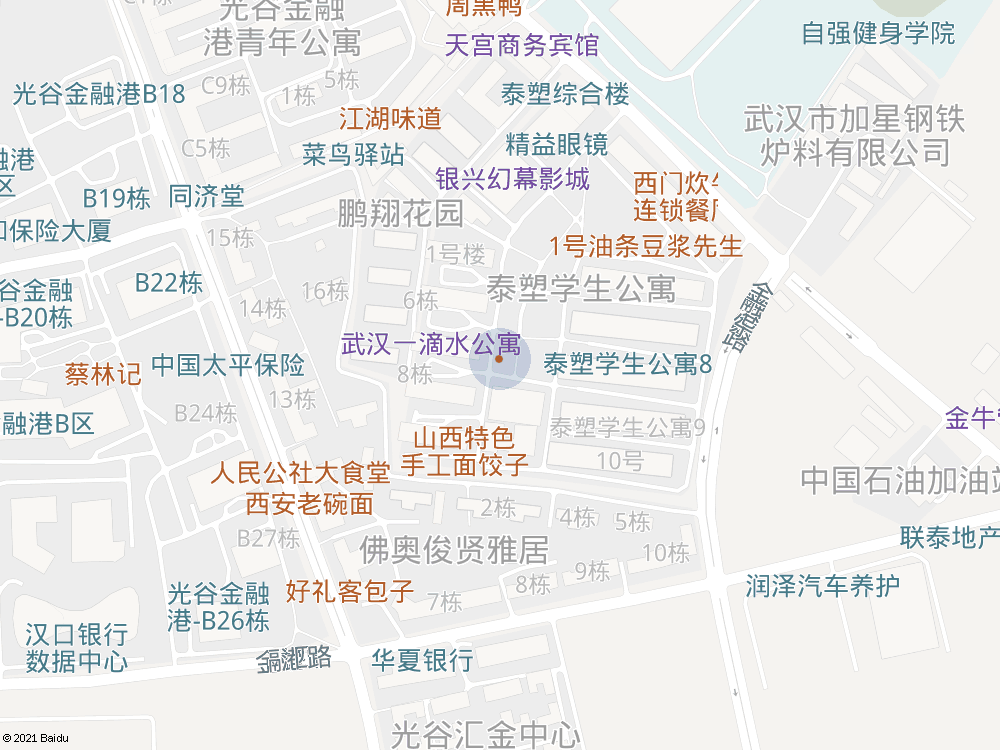 光谷金融
港青年公寓
周黑鸭
天宫商务宾馆
自强健身学院
C9栋
5栋
1栋
光谷金融港B18
泰塑综合楼
江湖味道
武汉市加星钢铁
炉料有限公司
C5栋
菜鸟驿站
精益眼镜
银兴幻幕影城
西门炊
连锁餐
B19栋
同济堂
鹏翔花园
保险大厦
15栋
1号楼
1号油条豆浆先生
B22栋
16栋
6栋
泰塑学生公寓
谷金融
-B20栋
14栋
金融港路
武汉一滴水公寓
蔡林记
中国太平保险
8栋
泰塑学生公寓8
13栋
B24栋
融港B区
泰塑学生公寓9
金牛
山西特色
手工面饺子
10号
人民公社大食堂
西安老碗面
中国石油加油站
2栋
4栋
5栋
B27栋
佛奥俊贤雅居
10栋
联泰地产
9栋
8栋
光谷金融
港-B26栋
好礼客包子
7栋
润泽汽车养护
汉口银行
数据中心
华夏银行
光谷汇金中心
© 2021 Baidu